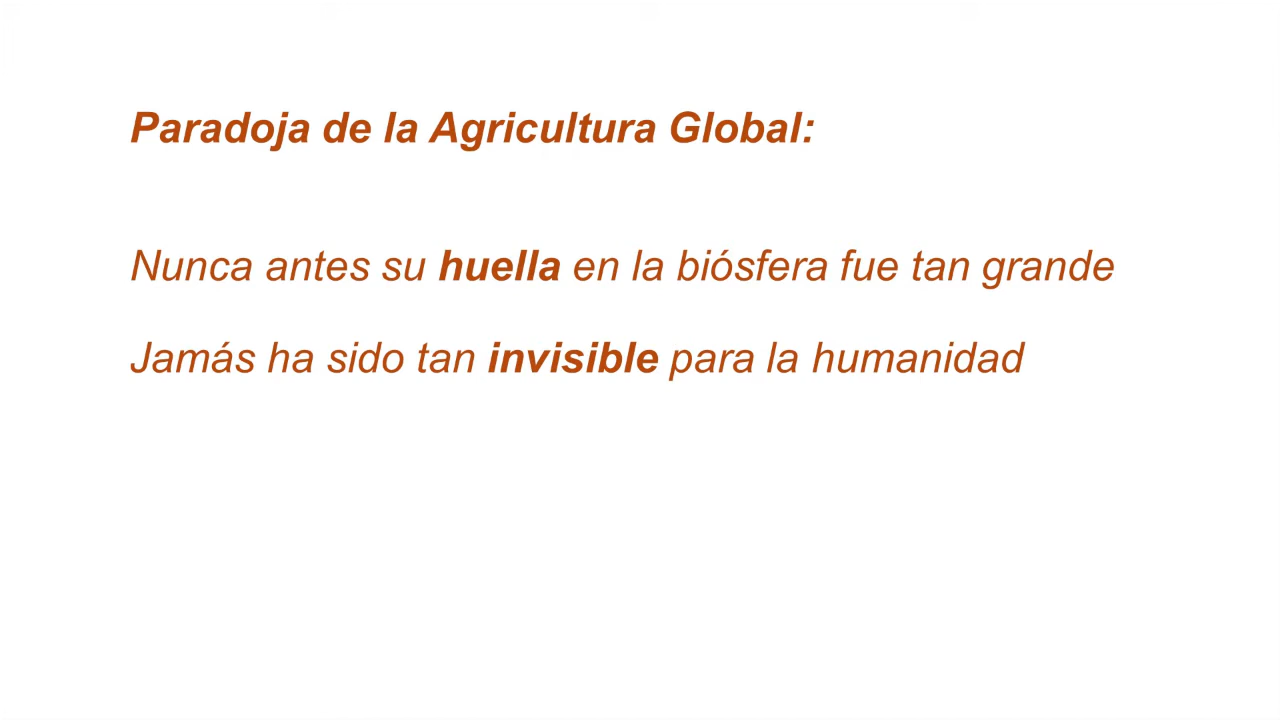 Paradoja de la Agricultura Global:
Nunca antes su huella en la biósfera fue tan grande
Jamás ha sido tan invisible para la humanidad